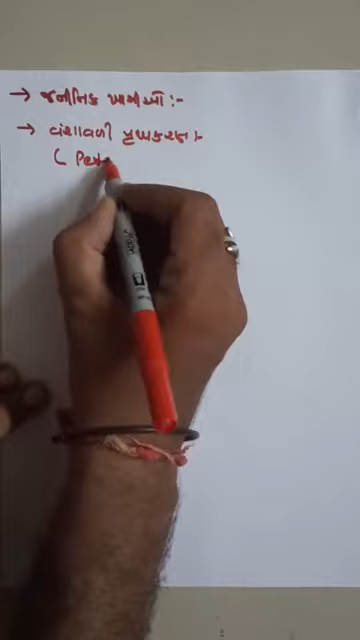 → જનીનિક ખામીઓ :-
→ વંશાવળી પૃથક્કરણ :-
( Pe